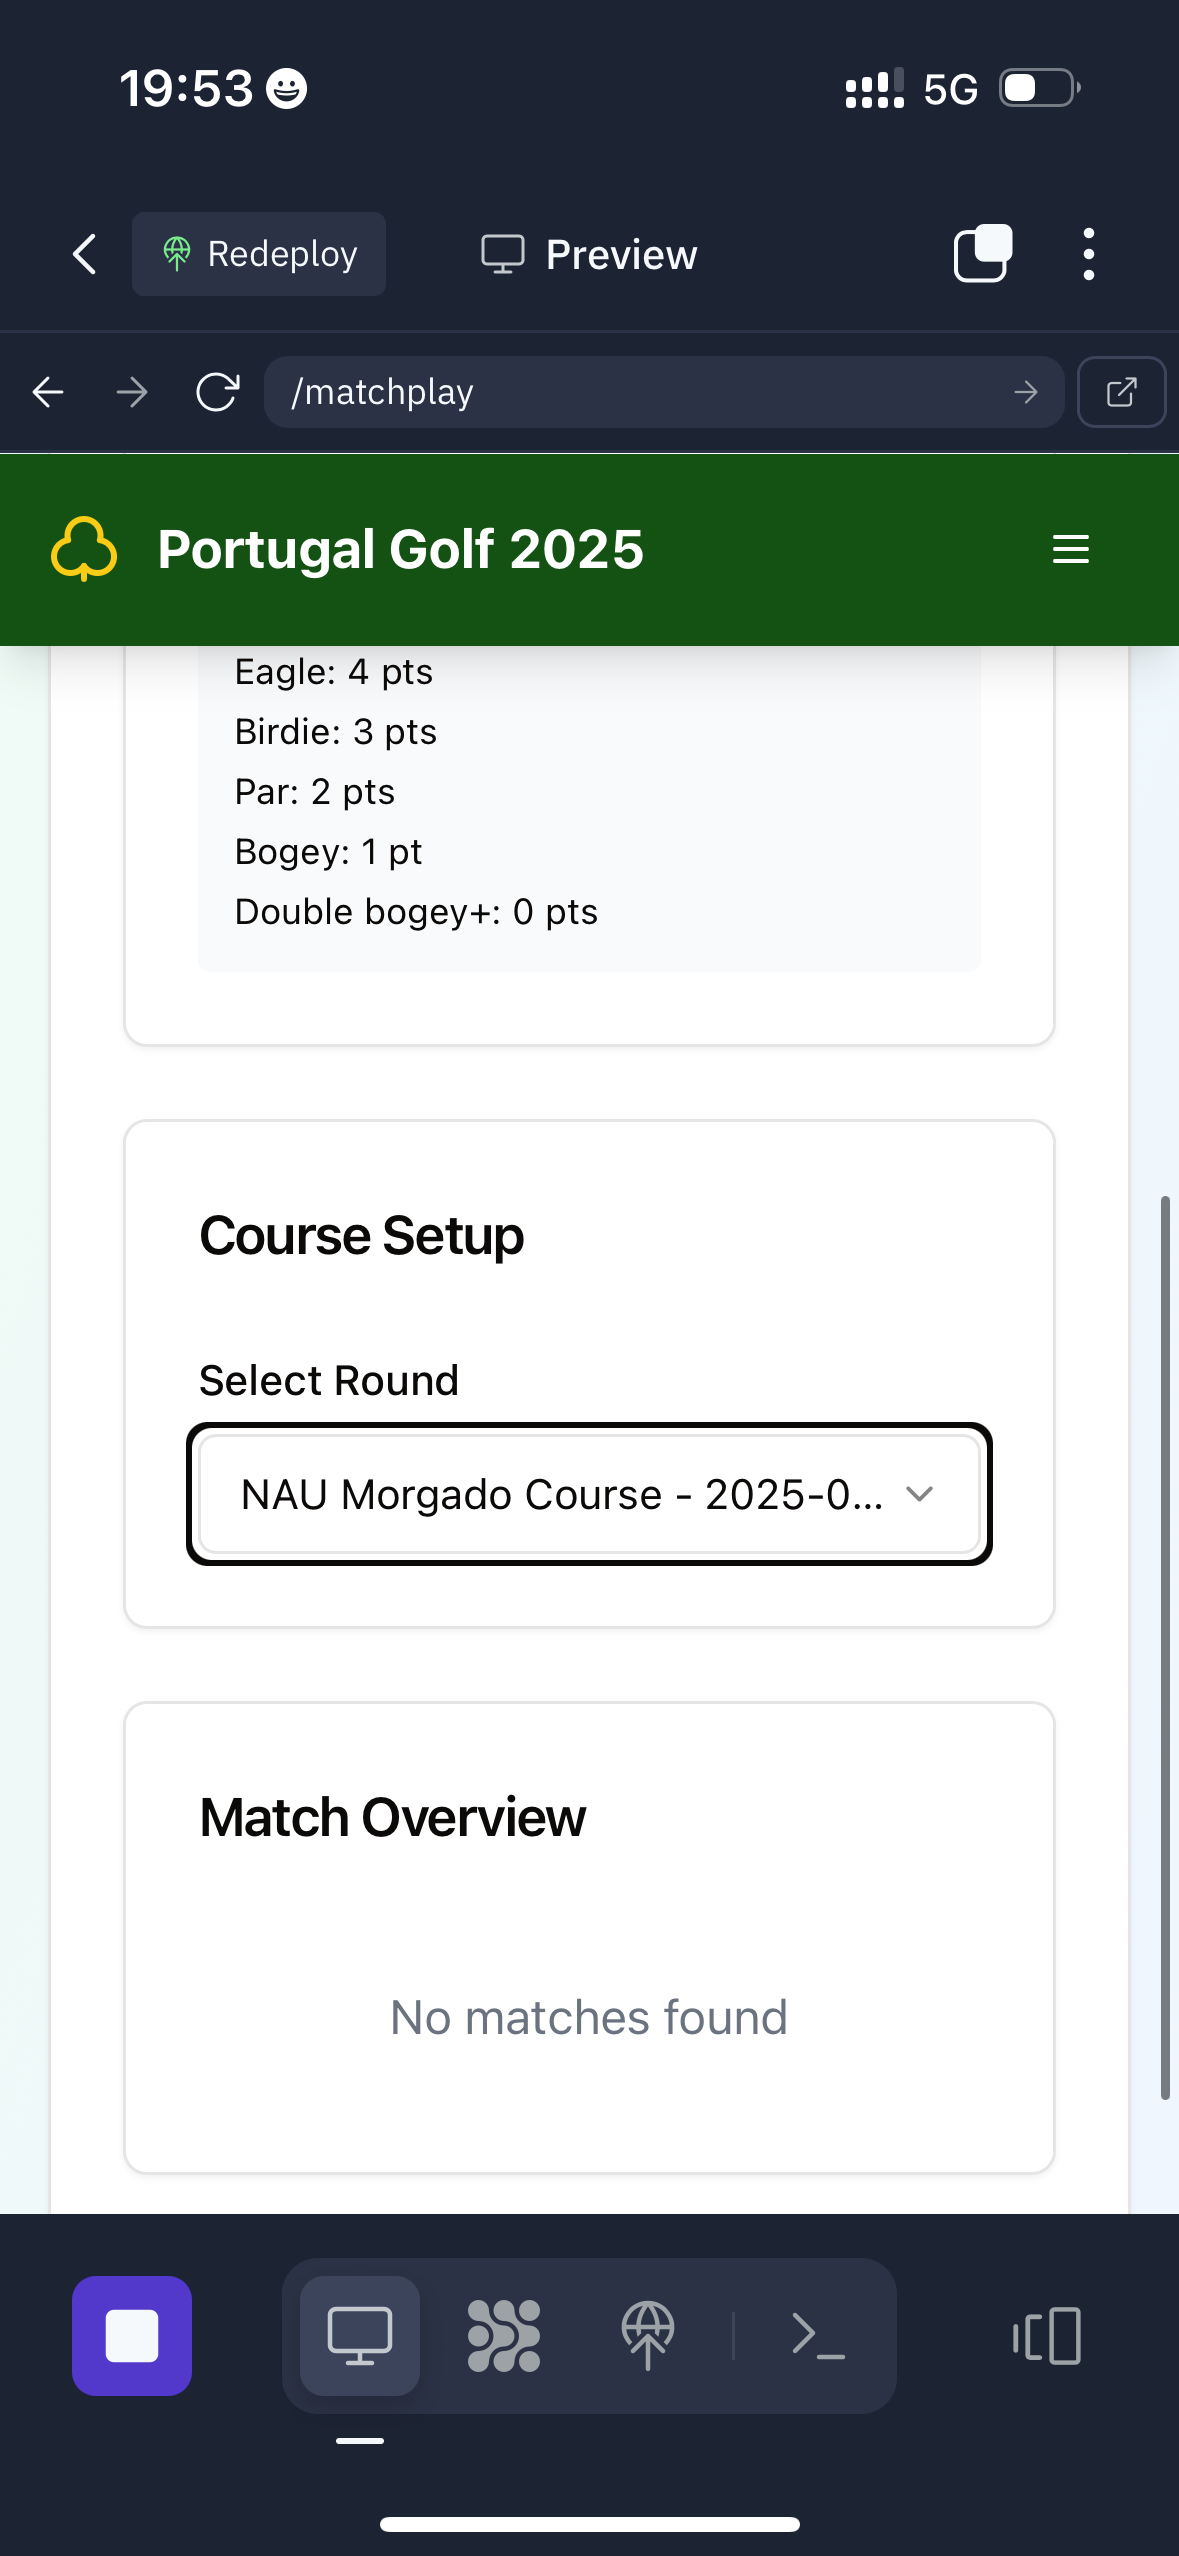 19:53
5G
Redeploy
Preview
/matchplay
Portugal Golf 2025
Eagle: 4 pts
Birdie: 3 pts
Par: 2 pts
Bogey: 1 pt
Double bogey+: 0 pts
Course Setup
Select Round
NAU Morgado Course - 2025-0...
Match Overview
No matches found